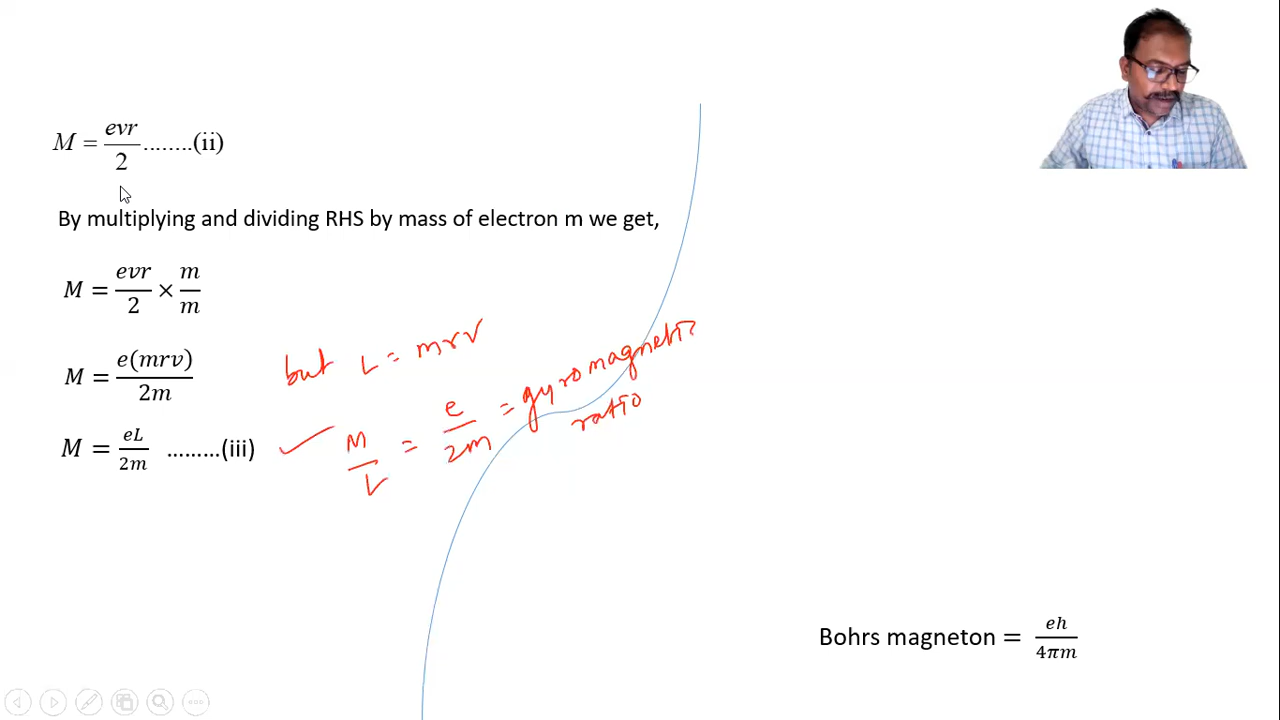 M = evr/2 ........(ii)
By multiplying and dividing RHS by mass of electron m we get,
M = evr/2 × m/m
M = e(mrv)/2m
but L = mrv
M = eL/2m .........(iii)
M/L = e/2m = gyromagnetic
ratio
Bohrs magneton = eh/4πm